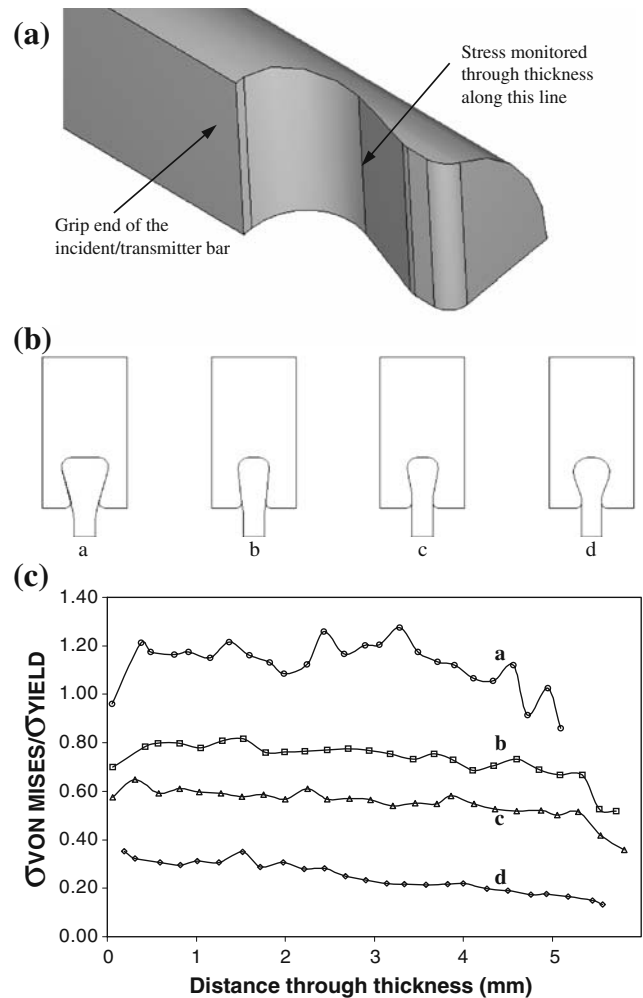 (a)
Stress monitored
through thickness
along this line
Grip end of the
incident/transmitter bar
(b)
a b c d
(c)
1.40
1.20
1.00
0.80
0.60
0.40
0.20
0.00
σVON MISES/σYIELD
a
b
c
d
0 1 2 3 4 5
Distance through thickness (mm)